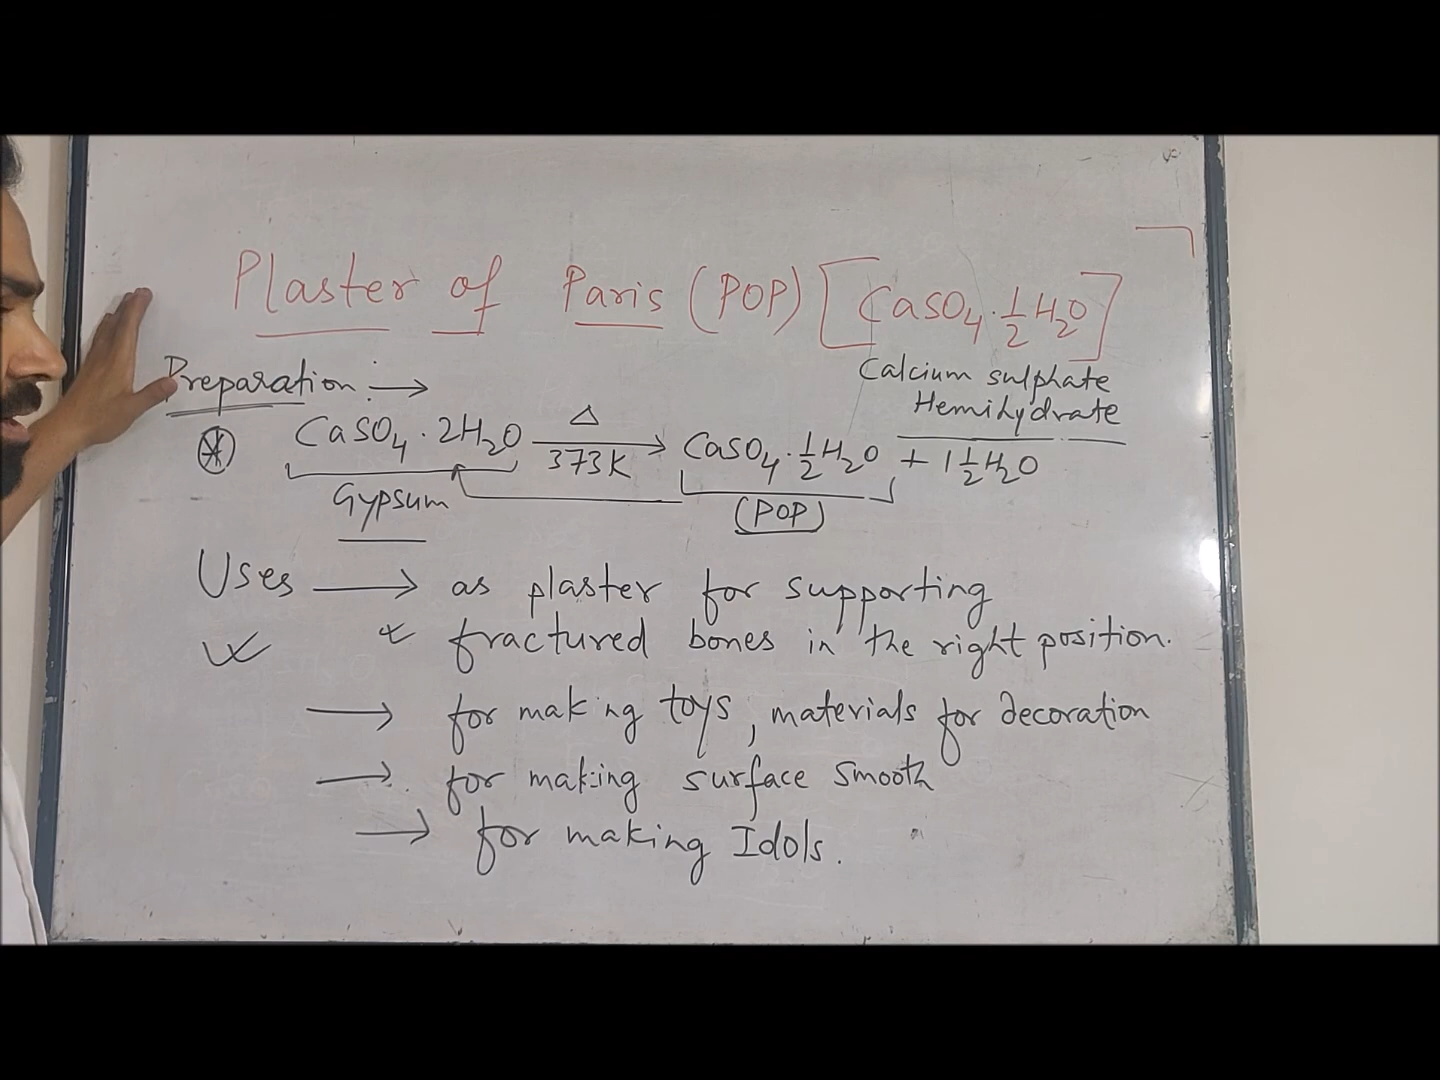 Plaster of Paris (POP) [CaSO₄·½H₂O]
Calcium sulphate
Hemihydrate
Preparation :→
CaSO₄·2H₂O —Δ/373K→ CaSO₄·½H₂O + 1½H₂O
Gypsum (POP)
Uses → as plaster for supporting
fractured bones in the right position.
→ for making toys, materials for decoration
→ for making surface smooth
→ for making Idols.